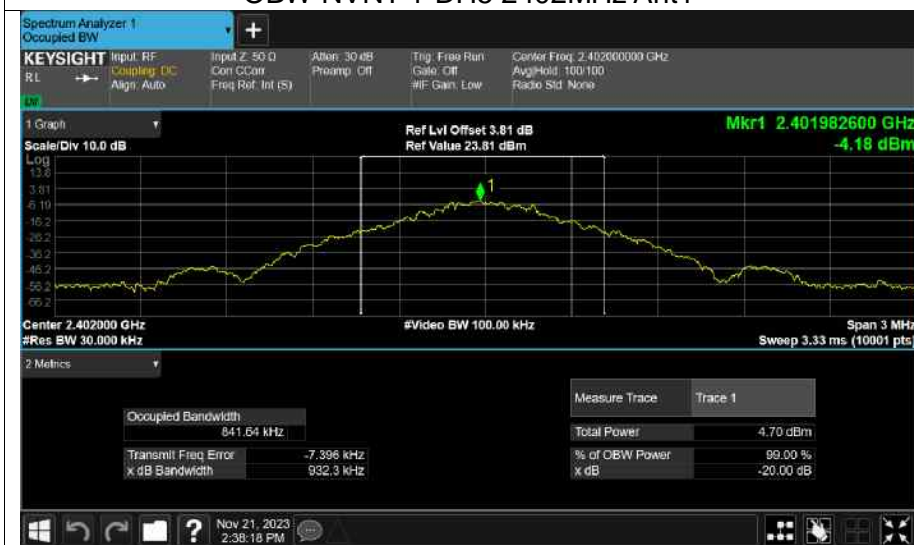 OBW NVNT 1-DH5 2402MHz Ant1
Spectrum Analyzer 1
Occupied BW
KEYSIGHT
RL
Input: RF
Coupling: DC
Align: Auto
Input Z: 50 Ω
Corr CCorr
Freq Ref: Int (S)
Atten: 30 dB
Preamp: Off
Trig: Free Run
Gate: Off
#IF Gain: Low
Center Freq: 2.402000000 GHz
Avg|Hold: 100/100
Radio Std: None
1 Graph
Scale/Div 10.0 dB
Ref Lvl Offset 3.81 dB
Ref Value 23.81 dBm
Mkr1 2.401982600 GHz
-4.18 dBm
Log
13.8
3.81
-6.19
-16.2
-26.2
-36.2
-46.2
-56.2
-66.2
1
Center 2.402000 GHz
#Res BW 30.000 kHz
#Video BW 100.00 kHz
Span 3 MHz
Sweep 3.33 ms (10001 pts)
2 Metrics
Measure Trace Trace 1
Occupied Bandwidth
841.64 kHz
Total Power 4.70 dBm
Transmit Freq Error -7.396 kHz
% of OBW Power 99.00 %
x dB Bandwidth 932.3 kHz
x dB -20.00 dB
?
Nov 21, 2023
2:38:18 PM